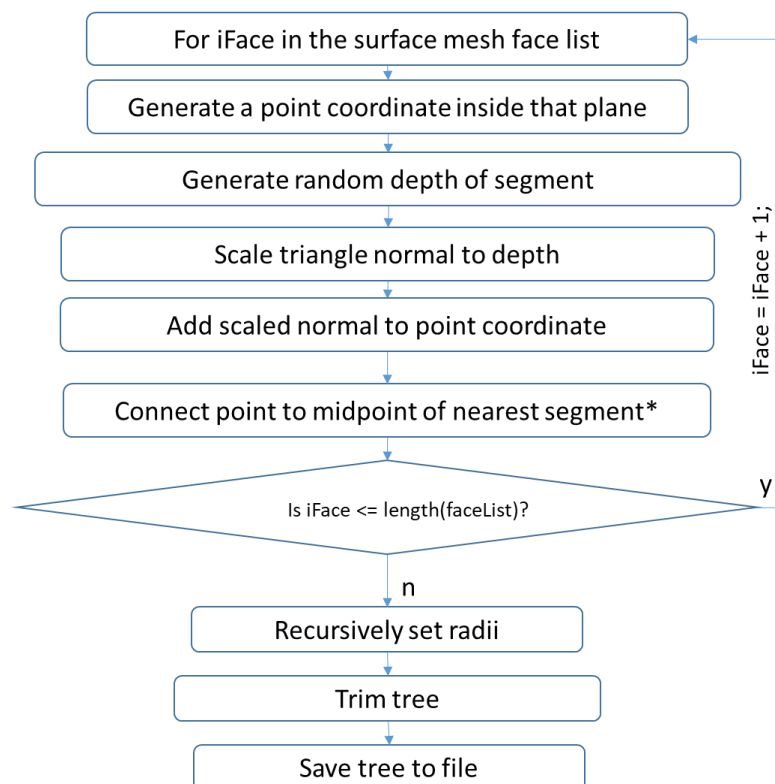 For iFace in the surface mesh face list
Generate a point coordinate inside that plane
Generate random depth of segment
Scale triangle normal to depth
Add scaled normal to point coordinate
iFace = iFace + 1;
Connect point to midpoint of nearest segment*
Is iFace <= length(faceList)?
y
n
Recursively set radii
Trim tree
Save tree to file